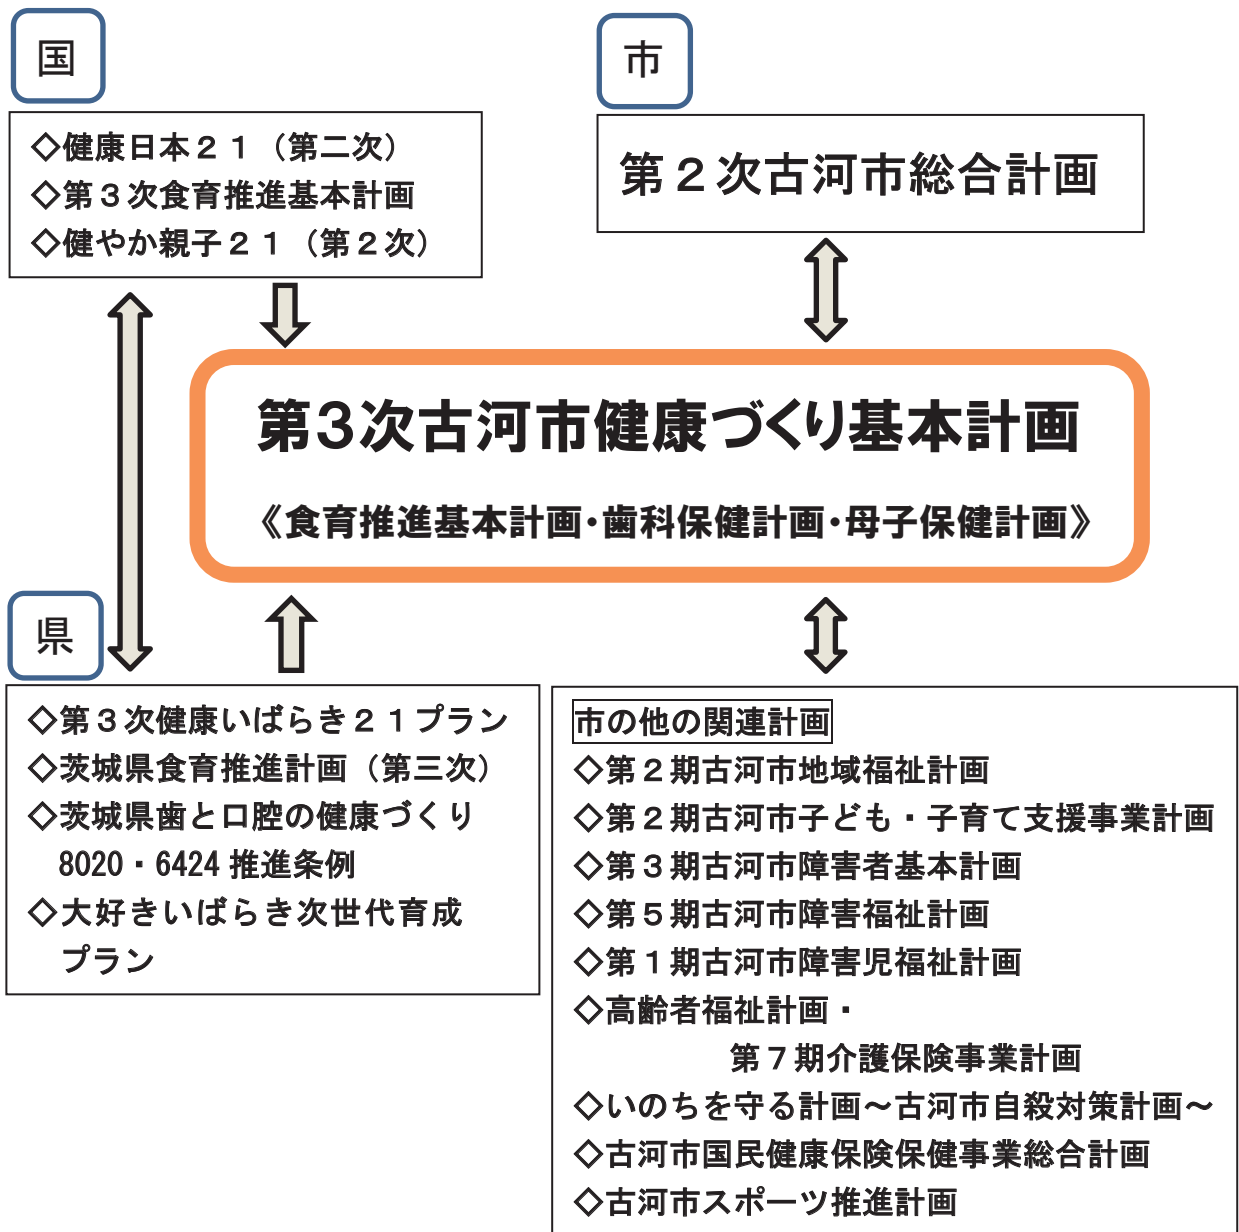 国
◇健康日本２１（第二次）
◇第３次食育推進基本計画
◇健やか親子２１（第２次）
市
第２次古河市総合計画
第3次古河市健康づくり基本計画
《食育推進基本計画・歯科保健計画・母子保健計画》
県
◇第３次健康いばらき２１プラン
◇茨城県食育推進計画（第三次）
◇茨城県歯と口腔の健康づくり
8020・6424 推進条例
◇大好きいばらき次世代育成
プラン
市の他の関連計画
◇第２期古河市地域福祉計画
◇第２期古河市子ども・子育て支援事業計画
◇第３期古河市障害者基本計画
◇第５期古河市障害福祉計画
◇第１期古河市障害児福祉計画
◇高齢者福祉計画・
第７期介護保険事業計画
◇いのちを守る計画～古河市自殺対策計画～
◇古河市国民健康保険保健事業総合計画
◇古河市スポーツ推進計画